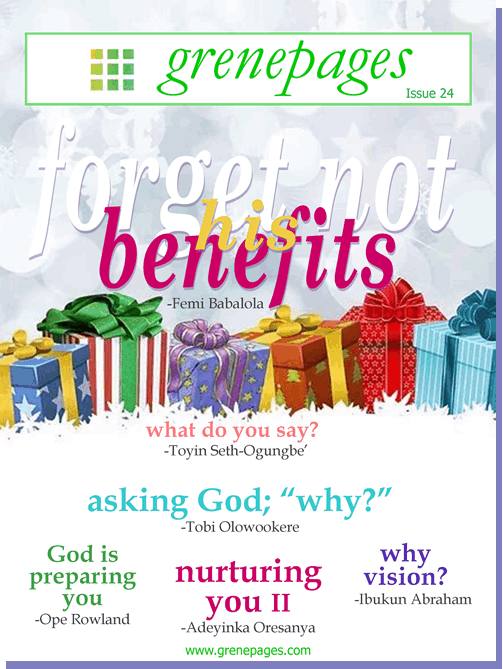 grenepages
Issue 24
forget not
his
benefits
-Femi Babalola
what do you say?
-Toyin Seth-Ogungbe’
asking God; “why?”
-Tobi Olowookere
God is
preparing
you
-Ope Rowland
nurturing
you II
-Adeyinka Oresanya
why
vision?
-Ibukun Abraham
www.grenepages.com